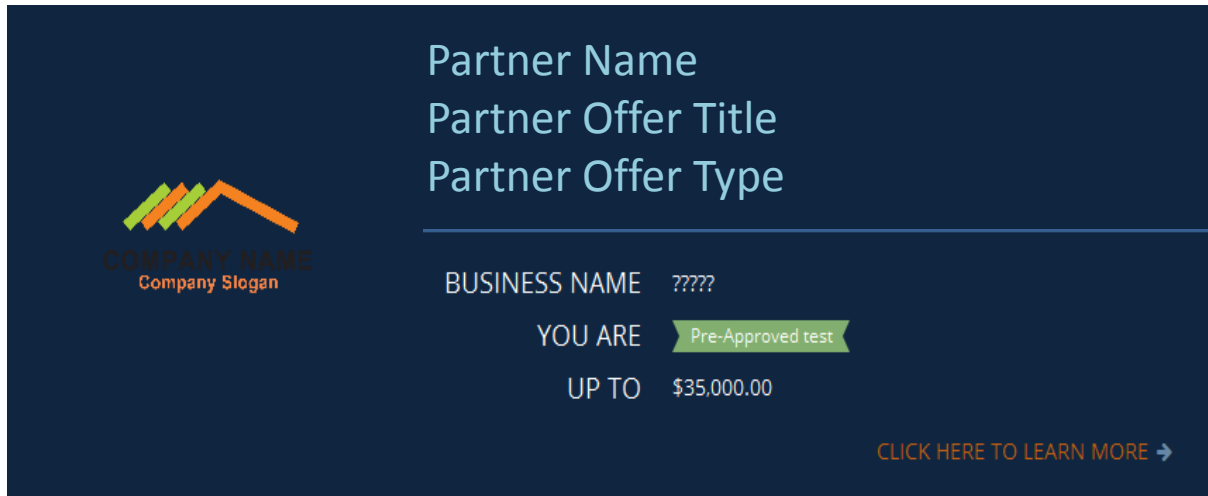 Partner Name
Partner Offer Title
Partner Offer Type
COMPANY NAME
Company Slogan
BUSINESS NAME ?????
YOU ARE Pre-Approved test
UP TO $35,000.00
CLICK HERE TO LEARN MORE